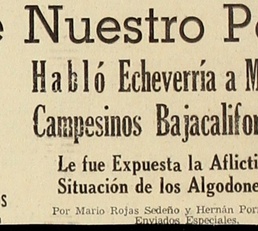 Nuestro P
Habló Echeverría a M
Campesinos Bajacalifor
Le fue Expuesta la Aflicti
Situación de los Algodone
Por Mario Rojas Sedeño y Hernán Por
Enviados Especiales.